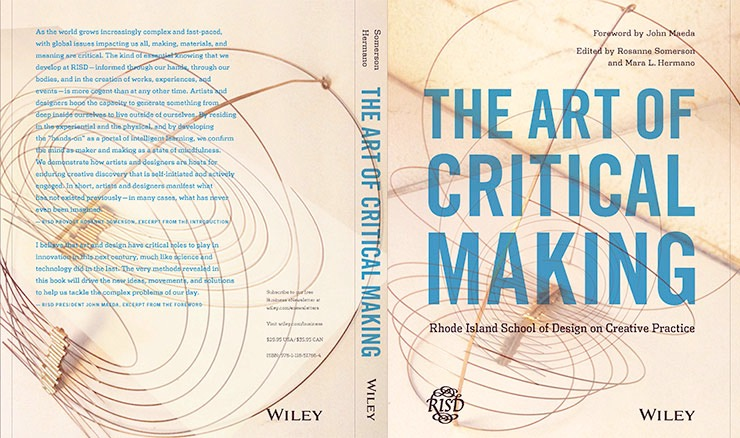 As the world grows increasingly complex and fast-paced,
with global issues impacting us all, making, materials, and
meaning are critical. The kind of essential knowing that we
develop at RISD—informed through our hands, through our
bodies, and in the creation of works, experiences, and
events—is more cogent than at any other time. Artists and
designers hone the capacity to generate something from
deep inside ourselves to live outside of ourselves. By residing
in the experiential and the physical, and by developing
the "hands-on" as a portal of intelligent learning, we confirm
the mind as maker and making as a state of mindfulness.
We demonstrate how artists and designers are hosts for
enduring creative discovery that is self-initiated and actively
engaged. In short, artists and designers manifest what
has not existed previously—in many cases, what has never
even been imagined.
— RISD PROVOST ROSANNE SOMERSON, EXCERPT FROM THE INTRODUCTION
I believe that art and design have critical roles to play in
innovation in this next century, much like science and
technology did in the last. The very methods revealed in
this book will drive the new ideas, movements, and solutions
to help us tackle the complex problems of our day.
— RISD PRESIDENT JOHN MAEDA, EXCERPT FROM THE FOREWORD
Subscribe to our free
Business eNewsletter at
wiley.com/enewsletters
Visit wiley.com/business
$29.95 USA/$35.95 CAN
WILEY
Somerson
Hermano
THE ART OF CRITICAL MAKING
WILEY
Foreword by John Maeda
Edited by Rosanne Somerson
and Mara L. Hermano
THE ART OF
CRITICAL
MAKING
Rhode Island School of Design on Creative Practice
RISD
WILEY